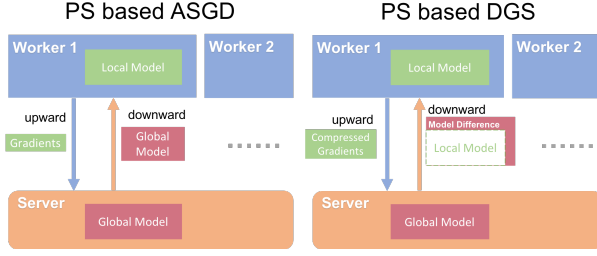 PS based ASGD
Worker 1
Local Model
Worker 2
upward
downward
Gradients
Global
Model
Server
Global Model
PS based DGS
Worker 1
Local Model
Worker 2
upward
downward
Compressed
Gradients
Model Difference
Local Model
Server
Global Model